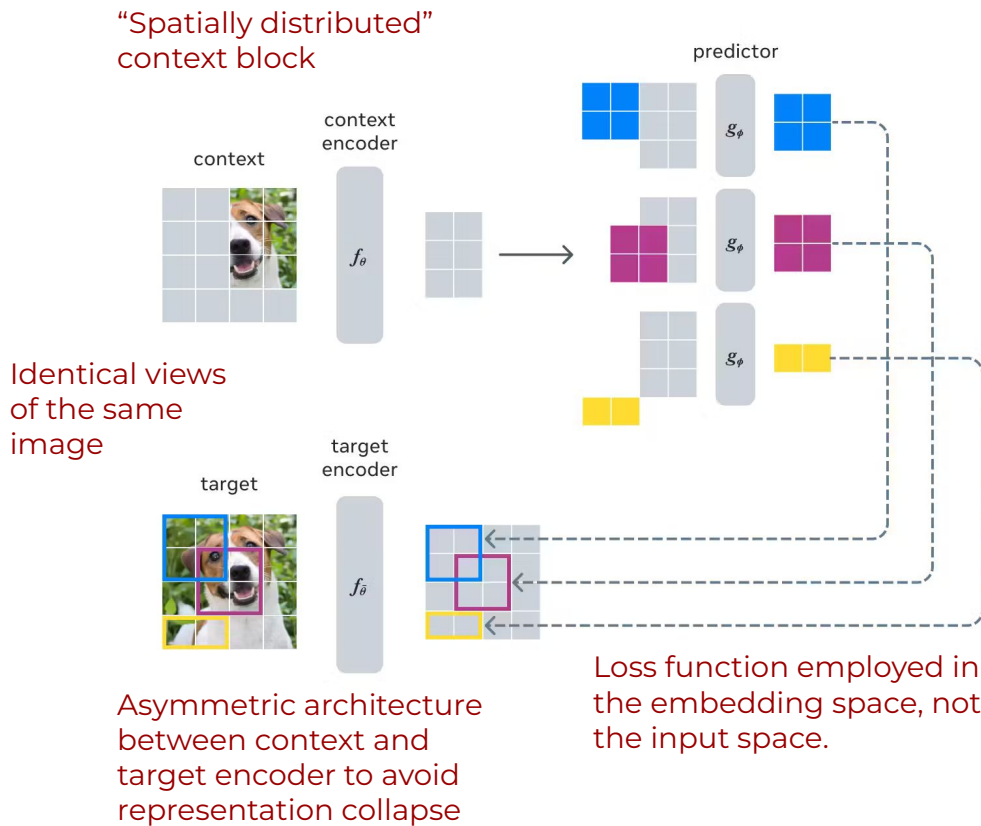 “Spatially distributed”
context block
predictor
context
encoder
context
f_θ
g_ϕ
g_ϕ
g_ϕ
Identical views
of the same
image
target
encoder
target
f_θ̄
Asymmetric architecture
between context and
target encoder to avoid
representation collapse
Loss function employed in
the embedding space, not
the input space.